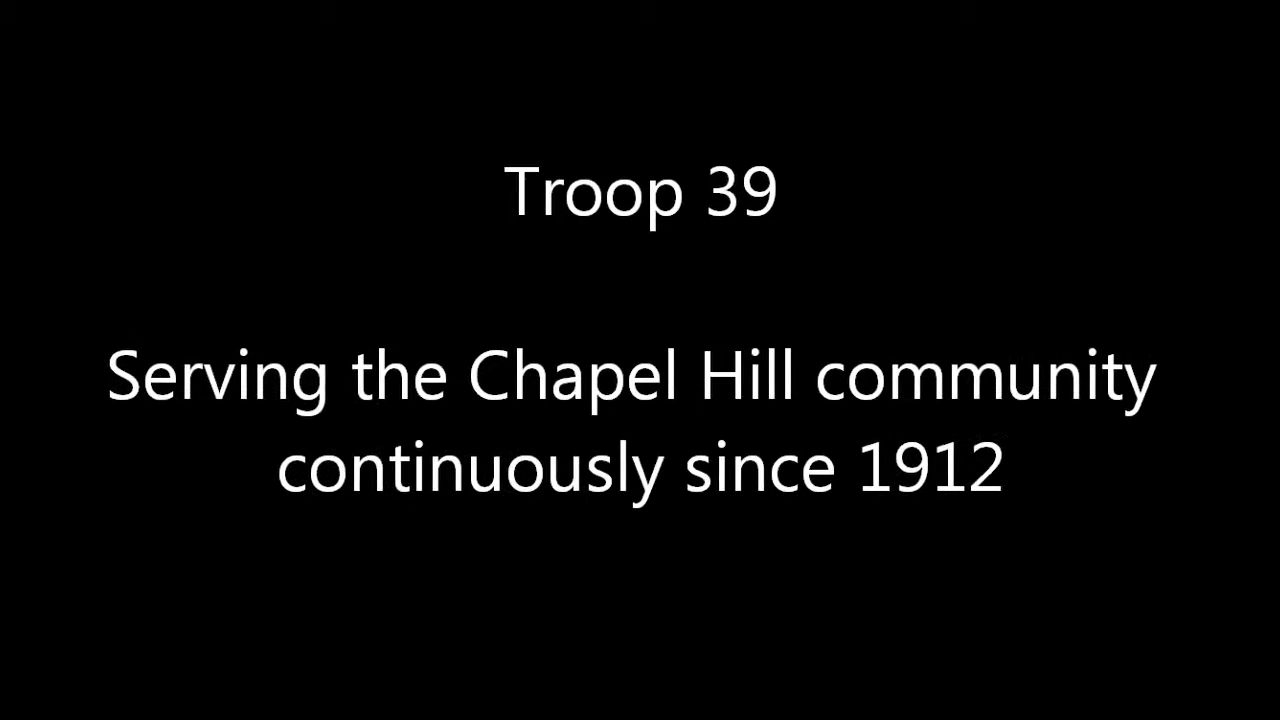 Troop 39
Serving the Chapel Hill community
continuously since 1912